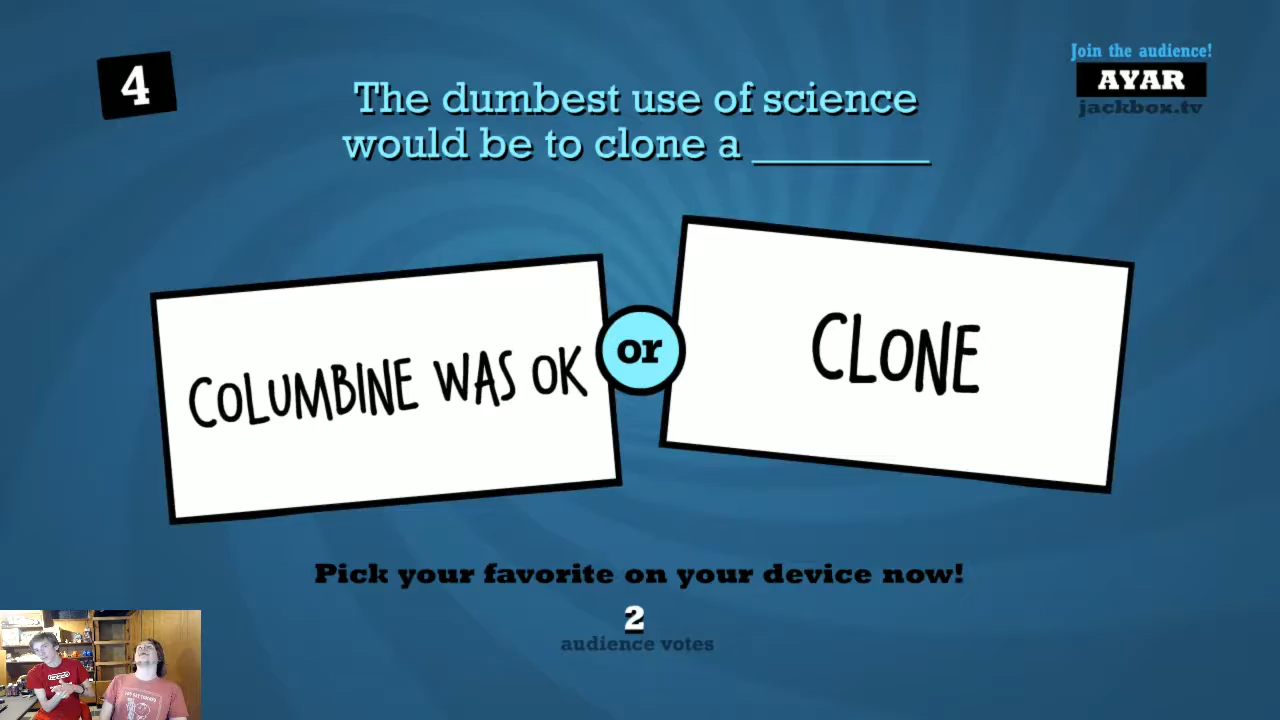 4
Join the audience!
AYAR
jackbox.tv
The dumbest use of science
would be to clone a _________
COLUMBINE WAS OK
or
CLONE
Pick your favorite on your device now!
2
audience votes